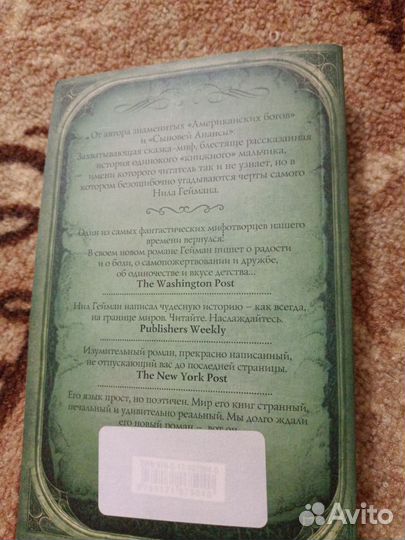 От автора знаменитых «Американских богов»
и «Сыновей Ананси».
Захватывающая сказка-миф, блестяще рассказанная
история одинокого «книжного» мальчика,
имени которого читатель так и не узнает, но в
котором безошибочно угадываются черты самого
Нила Геймана.
Один из самых фантастических мифотворцев нашего
времени вернулся!
В своем новом романе Гейман пишет о радости
и о боли, о самопожертвовании и дружбе,
об одиночестве и вкусе детства...
The Washington Post
Нил Гейман написал чудесную историю – как всегда,
на границе миров. Читайте. Наслаждайтесь.
Publishers Weekly
Изумительный роман, прекрасно написанный,
не отпускающий вас до последней страницы.
The New York Post
Его язык прост, но поэтичен. Мир его книг странный,
печальный и удивительно реальный. Мы долго ждали
его новый роман – вот он
Avito